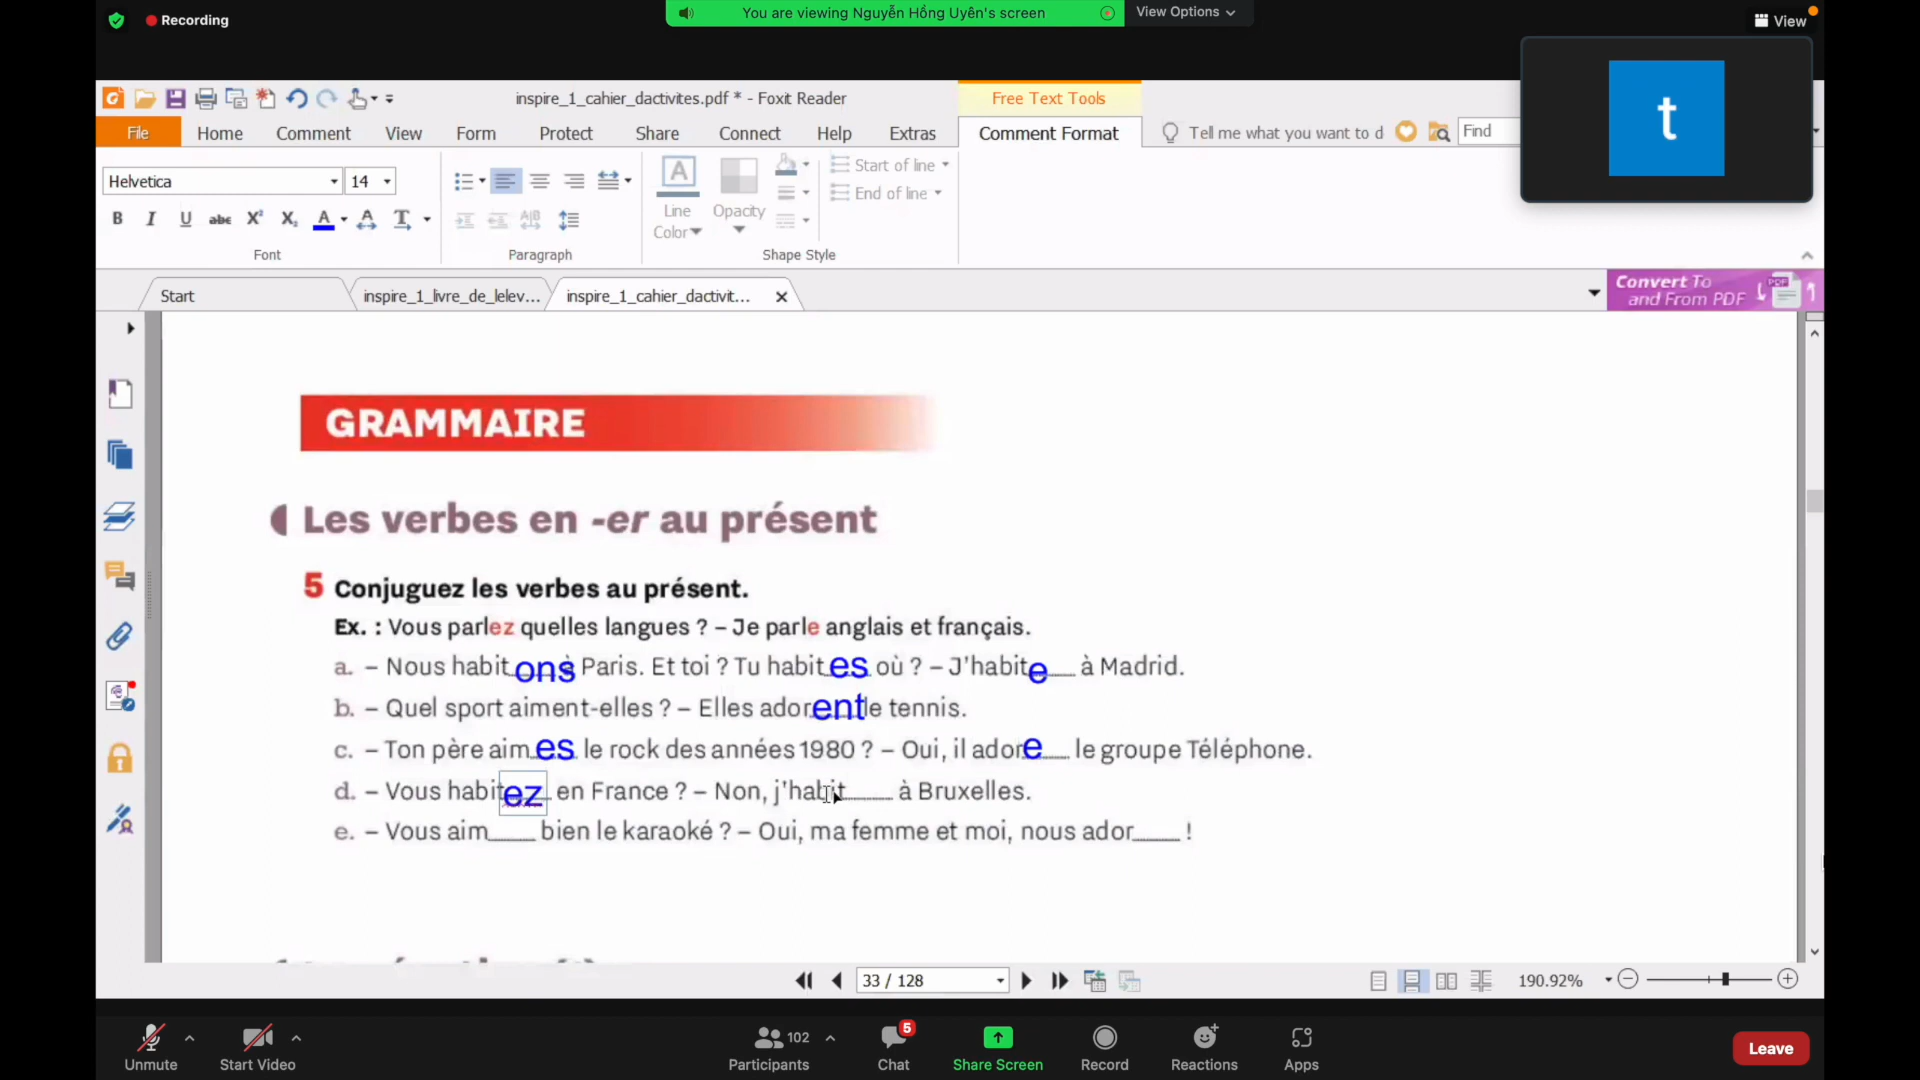 Recording
You are viewing Nguyễn Hồng Uyên's screen
View Options
View
t
inspire_1_cahier_dactivites.pdf * - Foxit Reader
Free Text Tools
File Home Comment View Form Protect Share Connect Help Extras Comment Format Tell me what you want to d Find
Helvetica 14
Start of line
End of line
Line Color
Opacity
Font Paragraph Shape Style
Start inspire_1_livre_de_lelev... inspire_1_cahier_dactivit...
Convert To
and From PDF
GRAMMAIRE
Les verbes en -er au présent
5 Conjuguez les verbes au présent.
Ex. : Vous parlez quelles langues ? – Je parle anglais et français.
a. – Nous habitons à Paris. Et toi ? Tu habites où ? – J'habite à Madrid.
b. – Quel sport aiment-elles ? – Elles adorent le tennis.
c. – Ton père aimes le rock des années 1980 ? – Oui, il adore le groupe Téléphone.
d. – Vous habitez en France ? – Non, j'habit____ à Bruxelles.
e. – Vous aim____ bien le karaoké ? – Oui, ma femme et moi, nous ador____ !
33 / 128
190.92%
Unmute Start Video Participants 102 Chat 5 Share Screen Record Reactions Apps Leave